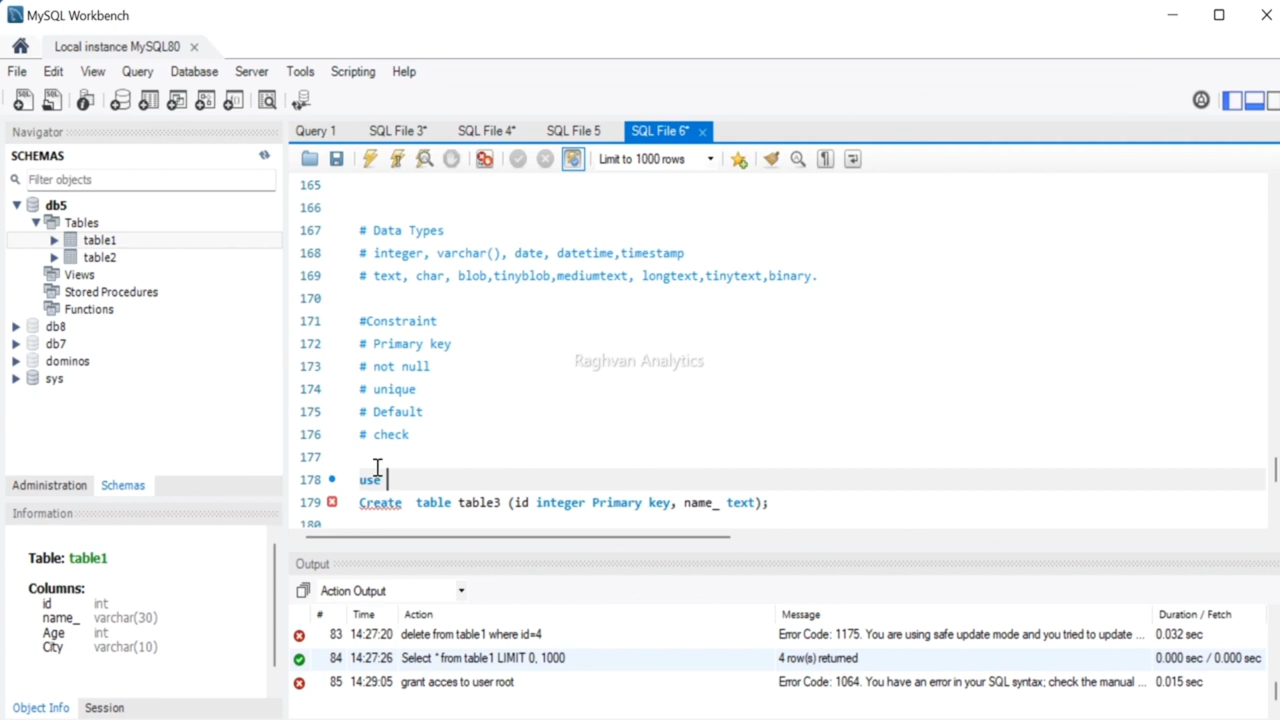 MySQL Workbench
Local instance MySQL80
File Edit View Query Database Server Tools Scripting Help
Navigator
SCHEMAS
Filter objects
db5
Tables
table1
table2
Views
Stored Procedures
Functions
db8
db7
dominos
sys
Administration Schemas
Information
Table: table1
Columns:
id int
name_ varchar(30)
Age int
City varchar(10)
Object Info Session
Query 1 SQL File 3* SQL File 4* SQL File 5 SQL File 6*
Limit to 1000 rows
165
166
167 # Data Types
168 # integer, varchar(), date, datetime,timestamp
169 # text, char, blob,tinyblob,mediumtext, longtext,tinytext,binary.
170
171 #Constraint
172 # Primary key
173 # not null
174 # unique
175 # Default
176 # check
177
178 use
179 Create table table3 (id integer Primary key, name_ text);
180
Raghvan Analytics
Output
Action Output
# Time Action Message Duration / Fetch
83 14:27:20 delete from table1 where id=4 Error Code: 1175. You are using safe update mode and you tried to update ... 0.032 sec
84 14:27:26 Select * from table1 LIMIT 0, 1000 4 row(s) returned 0.000 sec / 0.000 sec
85 14:29:05 grant acces to user root Error Code: 1064. You have an error in your SQL syntax; check the manual ... 0.015 sec